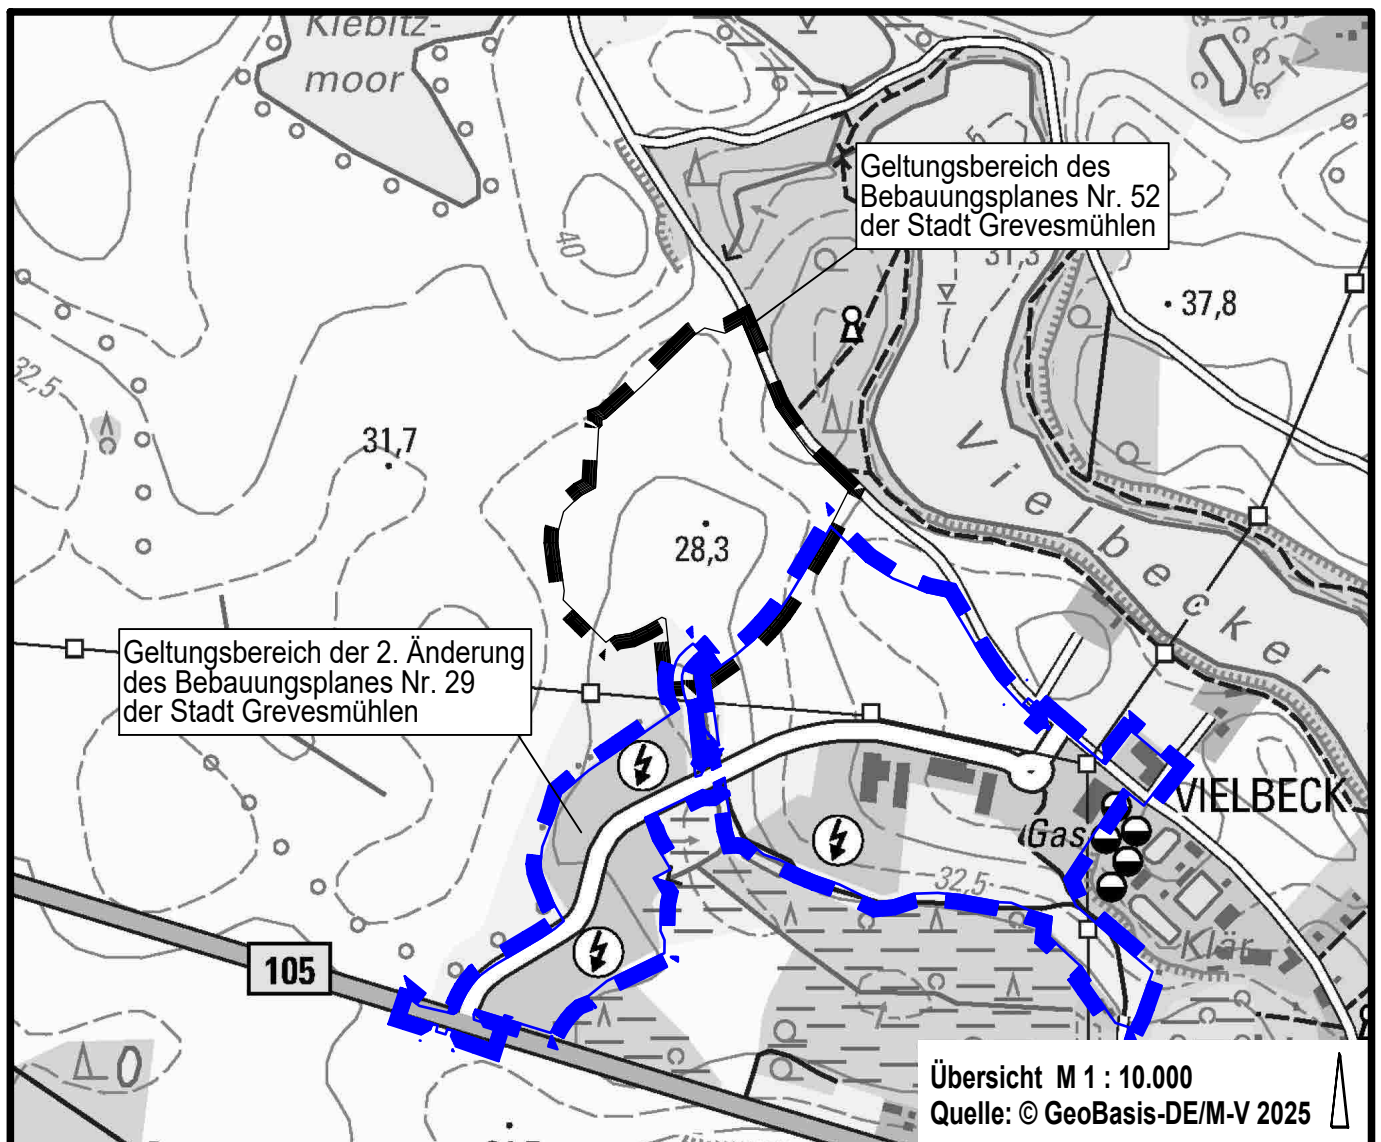 Kiebitz-
moor
Geltungsbereich des
Bebauungsplanes Nr. 52
der Stadt Grevesmühlen
40
31,3
37,8
32,5
31,7
28,3
Vielbecker
Geltungsbereich der 2. Änderung
des Bebauungsplanes Nr. 29
der Stadt Grevesmühlen
VIELBECK
Gas
32,5
Klär
105
Übersicht M 1 : 10.000
Quelle: © GeoBasis-DE/M-V 2025